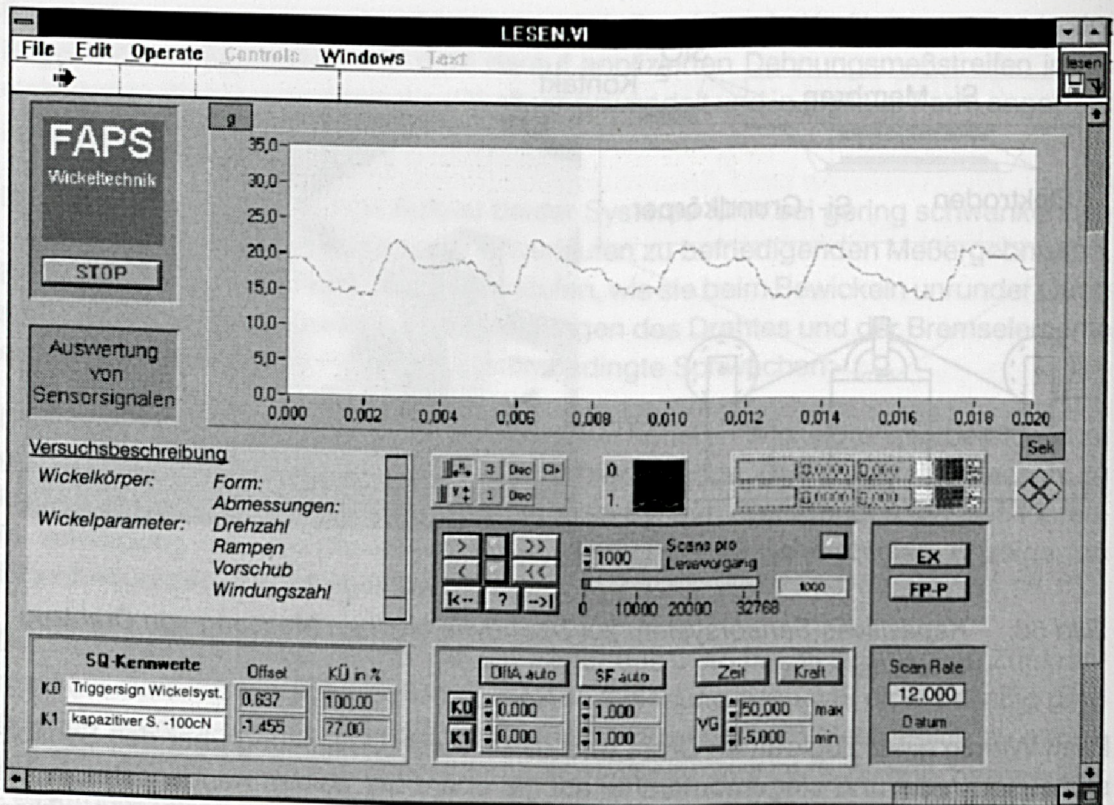 LESEN.VI
File Edit Operate Controls Windows Text
lesen
FAPS
Wickeltechnik
STOP
Auswertung
von
Sensorsignalen
g
35,0
30,0
25,0
20,0
15,0
10,0
5,0
0,0
0,000 0,002 0,004 0,006 0,008 0,010 0,012 0,014 0,016 0,018 0,020
Sek
Versuchsbeschreibung
Wickelkörper: Form:
Abmessungen:
Wickelparameter: Drehzahl
Rampen
Vorschub
Windungszahl
3 Dec
1 Dec
0
1
> >>
< <<
|<-- ? -->|
1000 Scans pro
Lesevorgang
1000
0 10000 20000 32768
EX
FP-P
SQ-Kennwerte Offset KÜ in %
K0 Triggersign Wickelsyst. 0,637 100,00
K1 kapazitiver S. -100cN -1,455 77,00
auto SF auto
K0 0,000 1,000
K1 0,000 1,000
Zeit Kraft
VG 50,000 max
-5,000 min
Scan Rate
12.000
Datum